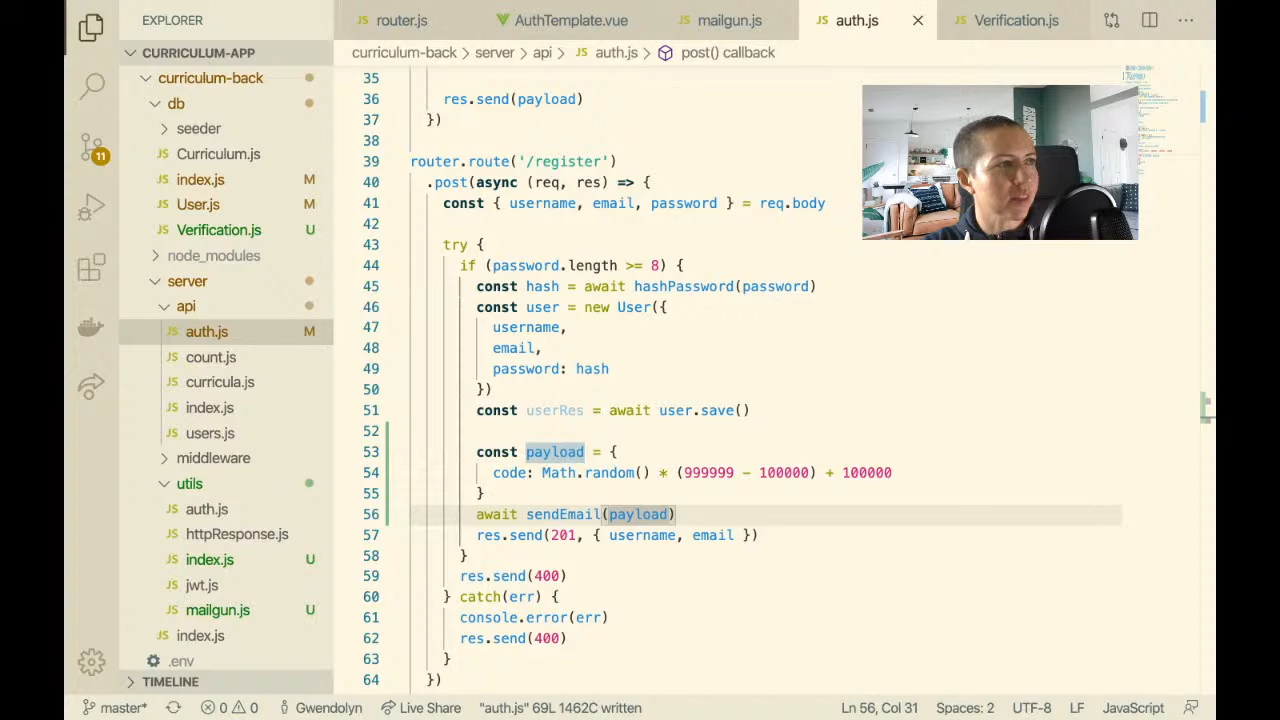 EXPLORER
router.js
AuthTemplate.vue
mailgun.js
auth.js
Verification.js
CURRICULUM-APP
curriculum-back
server
api
auth.js
post() callback
curriculum-back
db
seeder
Curriculum.js
index.js M
User.js M
Verification.js U
node_modules
server
api
auth.js M
count.js
curricula.js
index.js
users.js
middleware
utils
auth.js
httpResponse.js
index.js U
jwt.js
mailgun.js U
index.js
.env
TIMELINE
11
35
36 res.send(payload)
37 })
38
39 router.route('/register')
40 .post(async (req, res) => {
41 const { username, email, password } = req.body
42
43 try {
44 if (password.length >= 8) {
45 const hash = await hashPassword(password)
46 const user = new User({
47 username,
48 email,
49 password: hash
50 })
51 const userRes = await user.save()
52
53 const payload = {
54 code: Math.random() * (999999 - 100000) + 100000
55 }
56 await sendEmail(payload)
57 res.send(201, { username, email })
58 }
59 res.send(400)
60 } catch(err) {
61 console.error(err)
62 res.send(400)
63 }
64 })
master*
0
0
Gwendolyn
Live Share
"auth.js" 69L 1462C written
Ln 56, Col 31
Spaces: 2
UTF-8
LF
JavaScript